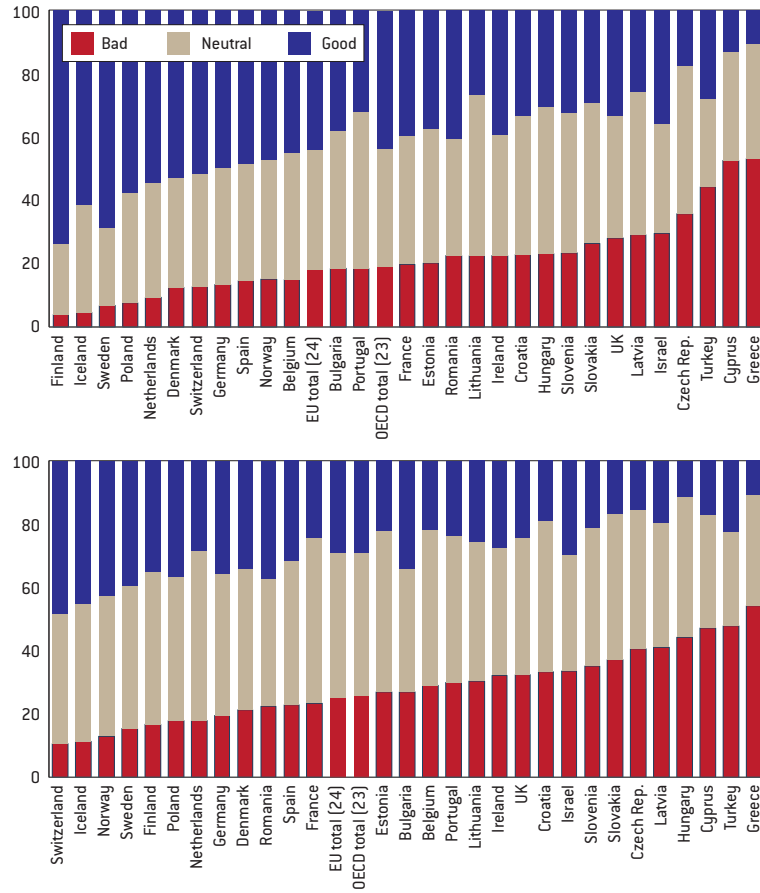 100
80
60
40
20
0
Bad Neutral Good
Finland
Iceland
Sweden
Poland
Netherlands
Denmark
Switzerland
Germany
Spain
Norway
Belgium
EU total (24)
Bulgaria
Portugal
OECD total (23)
France
Estonia
Romania
Lithuania
Ireland
Croatia
Hungary
Slovenia
Slovakia
UK
Latvia
Israel
Czech Rep.
Turkey
Cyprus
Greece
100
80
60
40
20
0
Switzerland
Iceland
Norway
Sweden
Finland
Poland
Netherlands
Germany
Denmark
Romania
Spain
France
EU total (24)
OECD total (23)
Estonia
Bulgaria
Belgium
Portugal
Lithuania
Ireland
UK
Croatia
Israel
Slovenia
Slovakia
Czech Rep.
Latvia
Hungary
Cyprus
Turkey
Greece